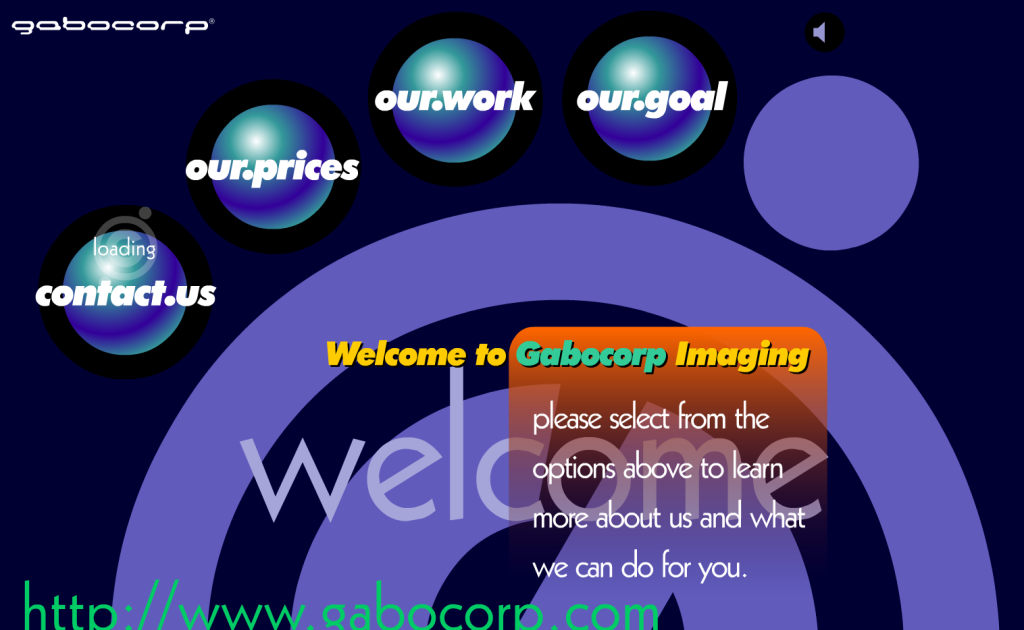 gabocorp®
our.work
our.goal
our.prices
loading
contact.us
Welcome to Gabocorp Imaging
welcome
please select from the
options above to learn
more about us and what
we can do for you.
http://www.gabocorp.com